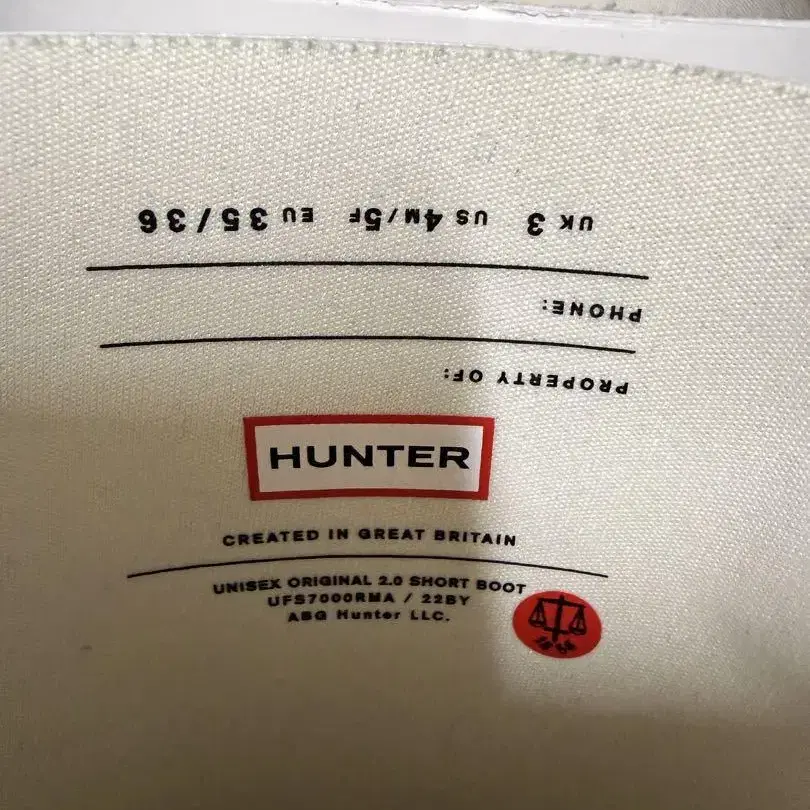 UK 3 US 4M/5F EU 35/36
PHONE:
PROPERTY OF:
HUNTER
CREATED IN GREAT BRITAIN
UNISEX ORIGINAL 2.0 SHORT BOOT
UFS7000RMA / 22BY
ABG Hunter LLC.